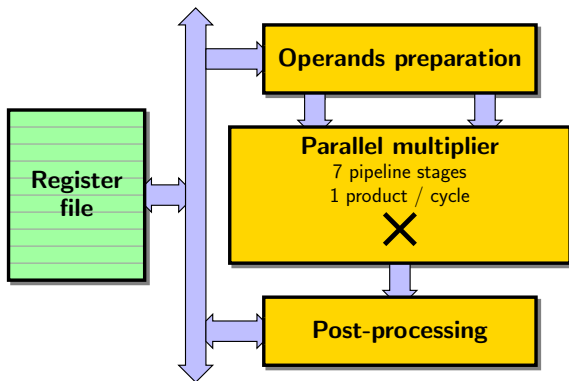 Operands preparation
Parallel multiplier
7 pipeline stages
1 product / cycle
Register
file
Post-processing